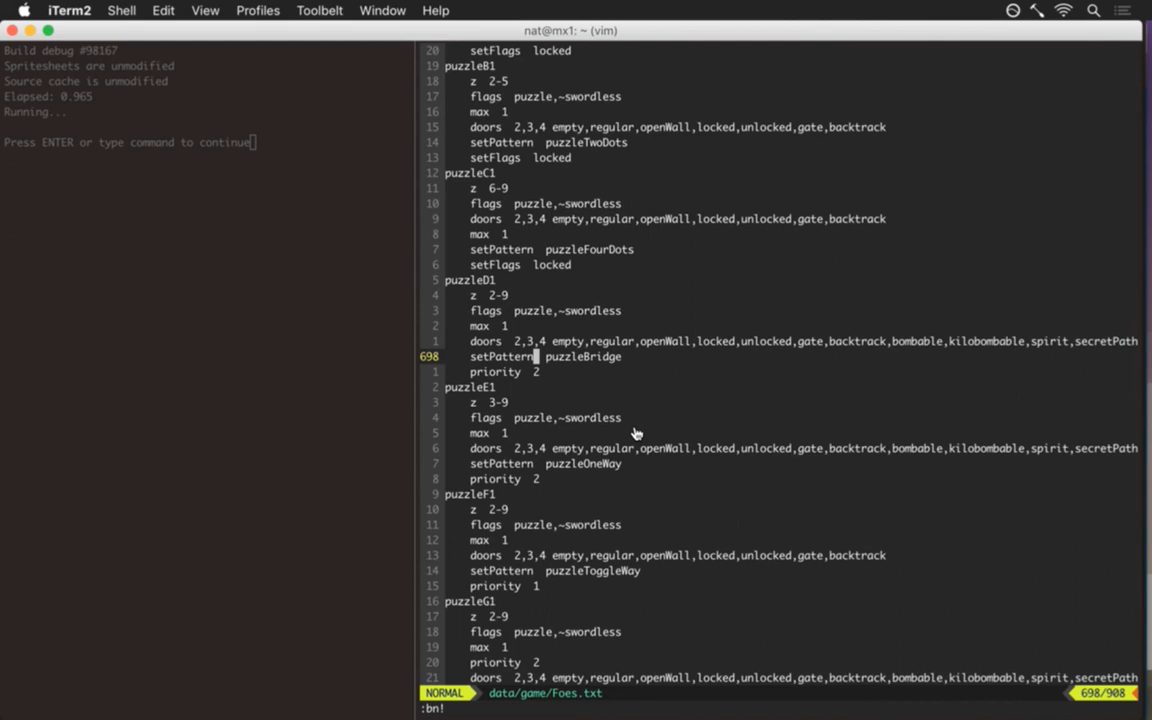 iTerm2 Shell Edit View Profiles Toolbelt Window Help
nat@mx1: ~ (vim)
Build debug #98167
Spritesheets are unmodified
Source cache is unmodified
Elapsed: 0.965
Running...
Press ENTER or type command to continue
20 setFlags locked
19 puzzleB1
18 z 2-5
17 flags puzzle,~swordless
16 max 1
15 doors 2,3,4 empty,regular,openWall,locked,unlocked,gate,backtrack
14 setPattern puzzleTwoDots
13 setFlags locked
12 puzzleC1
11 z 6-9
10 flags puzzle,~swordless
9 doors 2,3,4 empty,regular,openWall,locked,unlocked,gate,backtrack
8 max 1
7 setPattern puzzleFourDots
6 setFlags locked
5 puzzleD1
4 z 2-9
3 flags puzzle,~swordless
2 max 1
1 doors 2,3,4 empty,regular,openWall,locked,unlocked,gate,backtrack,bombable,kilobombable,spirit,secretPath
698 setPattern puzzleBridge
1 priority 2
2 puzzleE1
3 z 3-9
4 flags puzzle,~swordless
5 max 1
6 doors 2,3,4 empty,regular,openWall,locked,unlocked,gate,backtrack,bombable,kilobombable,spirit,secretPath
7 setPattern puzzleOneWay
8 priority 2
9 puzzleF1
10 z 2-9
11 flags puzzle,~swordless
12 max 1
13 doors 2,3,4 empty,regular,openWall,locked,unlocked,gate,backtrack
14 setPattern puzzleToggleWay
15 priority 1
16 puzzleG1
17 z 2-9
18 flags puzzle,~swordless
19 max 1
20 priority 2
21 doors 2,3,4 empty,regular,openWall,locked,unlocked,gate,backtrack,bombable,kilobombable,spirit,secretPath
NORMAL data/game/Foes.txt 698/908
:bn!